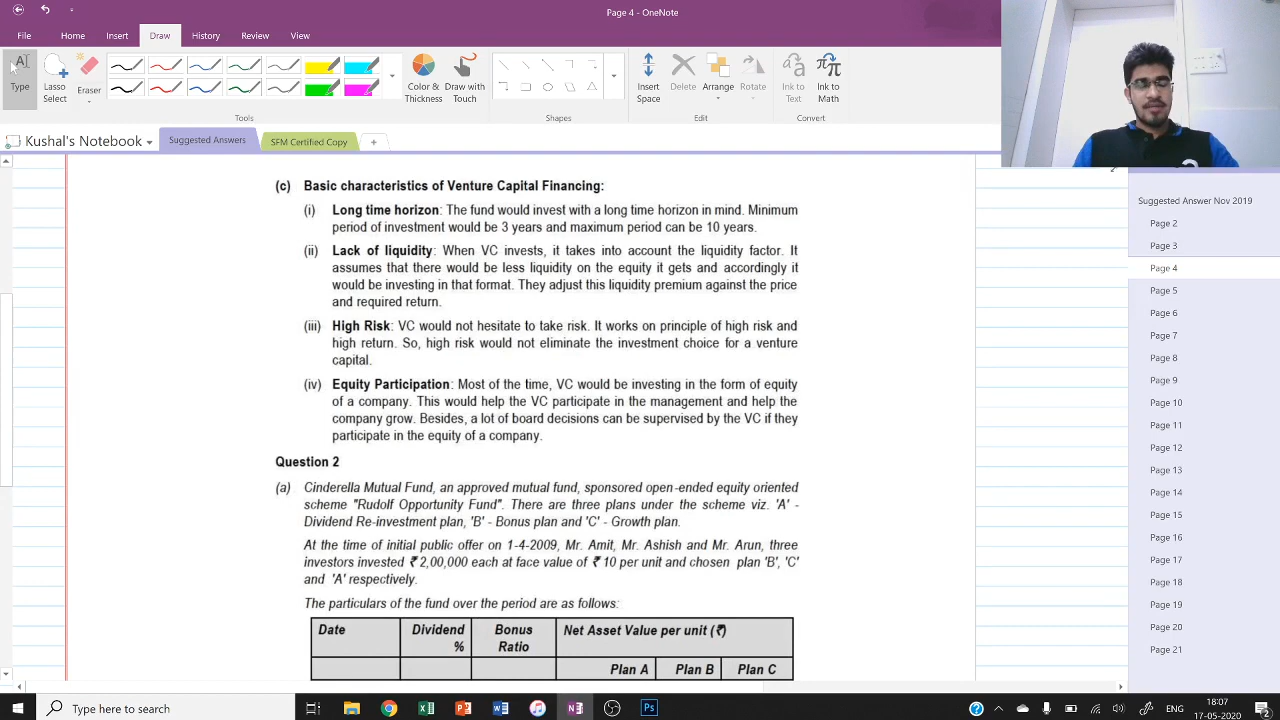 Page 4 - OneNote
File Home Insert Draw History Review View
Type
Lasso Select
Eraser
Color & Thickness
Draw with Touch
Insert Space
Delete
Arrange
Rotate
Ink to Text
Ink to Math
Tools
Shapes
Edit
Convert
Kushal's Notebook
Suggested Answers
SFM Certified Copy
+
(c) Basic characteristics of Venture Capital Financing:
(i) Long time horizon: The fund would invest with a long time horizon in mind. Minimum
period of investment would be 3 years and maximum period can be 10 years.
(ii) Lack of liquidity: When VC invests, it takes into account the liquidity factor. It
assumes that there would be less liquidity on the equity it gets and accordingly it
would be investing in that format. They adjust this liquidity premium against the price
and required return.
(iii) High Risk: VC would not hesitate to take risk. It works on principle of high risk and
high return. So, high risk would not eliminate the investment choice for a venture
capital.
(iv) Equity Participation: Most of the time, VC would be investing in the form of equity
of a company. This would help the VC participate in the management and help the
company grow. Besides, a lot of board decisions can be supervised by the VC if they
participate in the equity of a company.
Question 2
(a) Cinderella Mutual Fund, an approved mutual fund, sponsored open-ended equity oriented
scheme "Rudolf Opportunity Fund". There are three plans under the scheme viz. 'A' -
Dividend Re-investment plan, 'B' - Bonus plan and 'C' - Growth plan.
At the time of initial public offer on 1-4-2009, Mr. Amit, Mr. Ashish and Mr. Arun, three
investors invested ₹ 2,00,000 each at face value of ₹ 10 per unit and chosen plan 'B', 'C'
and 'A' respectively.
The particulars of the fund over the period are as follows:
Date Dividend % Bonus Ratio Net Asset Value per unit (₹)
Plan A Plan B Plan C
Suggested Answer Nov 2019
Page 2
Page 3
Page 4
Page 5
Page 6
Page 7
Page 8
Page 9
Page 10
Page 11
Page 12
Page 13
Page 14
Page 15
Page 16
Page 17
Page 18
Page 19
Page 20
Page 21
Type here to search
18:07
17-05-2020